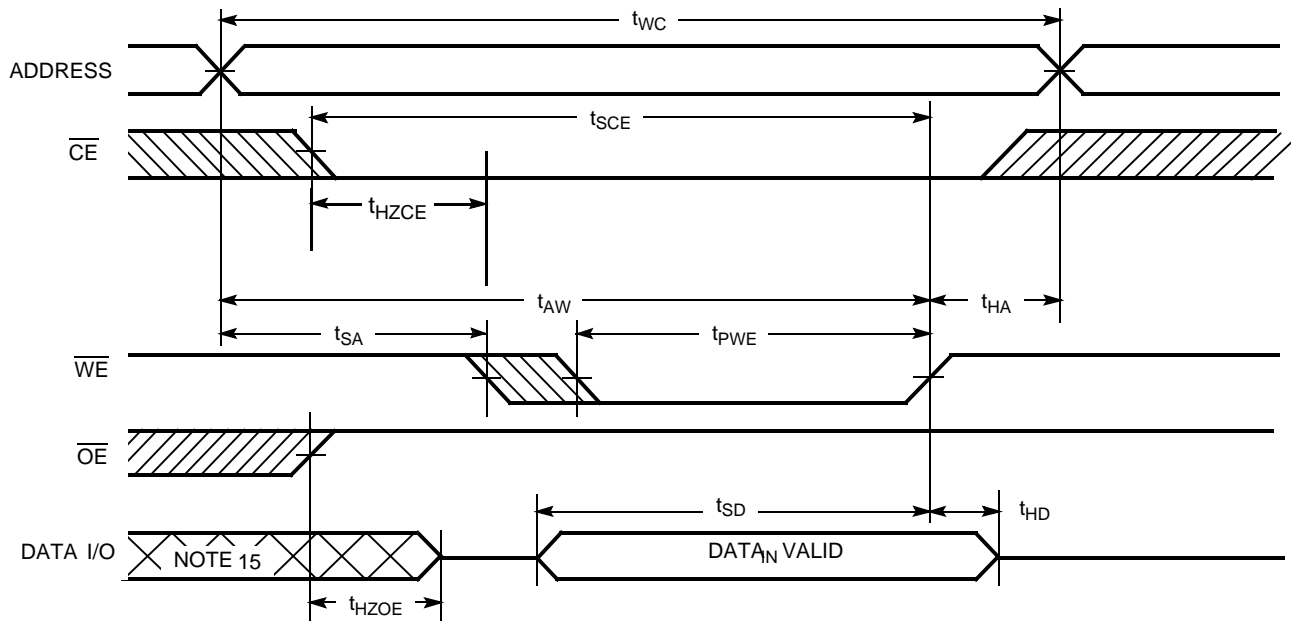 tWC
ADDRESS
tSCE
CE
tHZCE
tAW
tHA
tSA
tPWE
WE
OE
tSD
tHD
DATA I/O
NOTE 15
DATAIN VALID
tHZOE